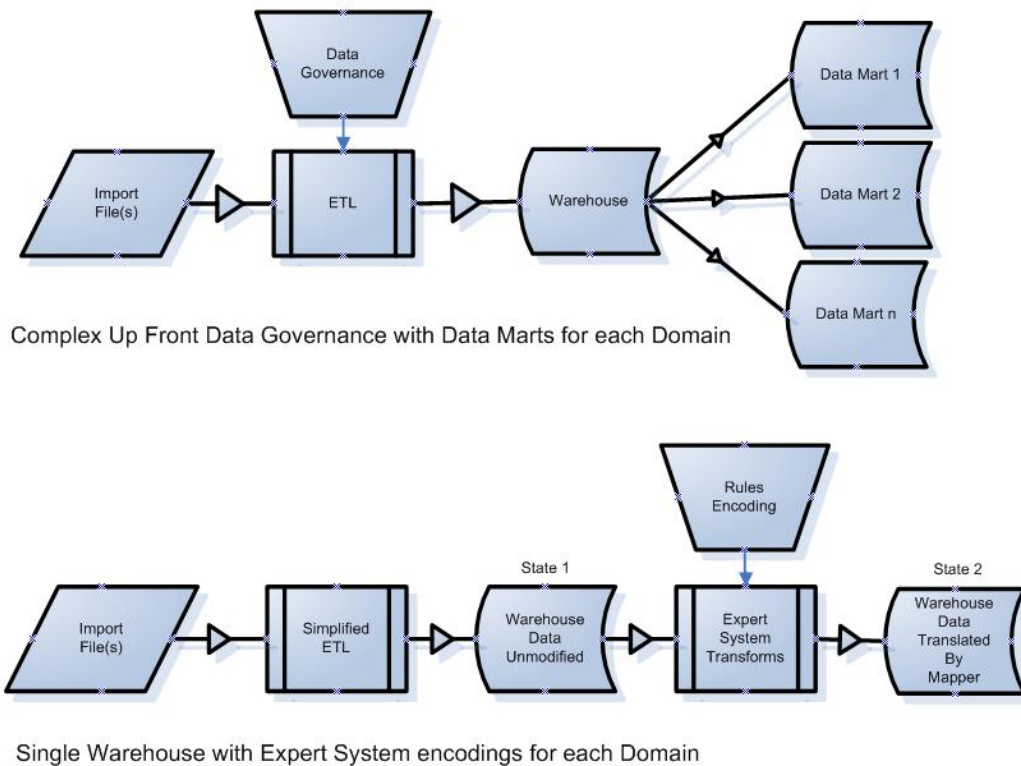 Data
Governance
Import
File(s)
ETL
Warehouse
Data Mart 1
Data Mart 2
Data Mart n
Complex Up Front Data Governance with Data Marts for each Domain
Rules
Encoding
State 1
State 2
Import
File(s)
Simplified
ETL
Warehouse
Data
Unmodified
Expert
System
Transforms
Warehouse
Data
Translated
By
Mapper
Single Warehouse with Expert System encodings for each Domain